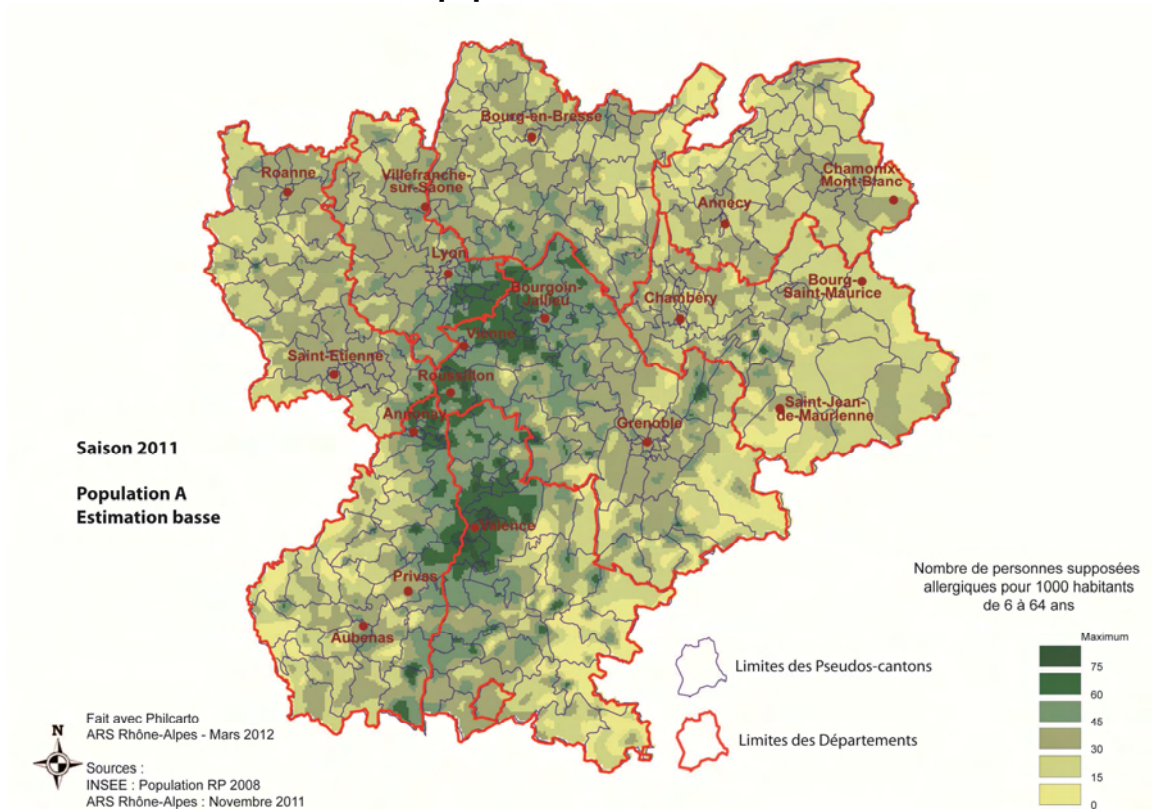 Bourg-en-Bresse
Roanne
Villefranche-
sur-Saone
Chamonix-
Mont-Blanc
Annecy
Lyon
Bourgoin-
Jallieu
Chambéry
Bourg-
Saint-Maurice
Vienne
Saint-Etienne
Roussillon
Annonay
Saint-Jean-
de-Maurienne
Grenoble
Saison 2011
Population A
Estimation basse
Valence
Privas
Aubenas
Nombre de personnes supposées
allergiques pour 1000 habitants
de 6 à 64 ans
Maximum
75
60
45
30
15
0
Limites des Pseudos-cantons
Limites des Départements
N
Fait avec Philcarto
ARS Rhône-Alpes - Mars 2012
Sources :
INSEE : Population RP 2008
ARS Rhône-Alpes : Novembre 2011